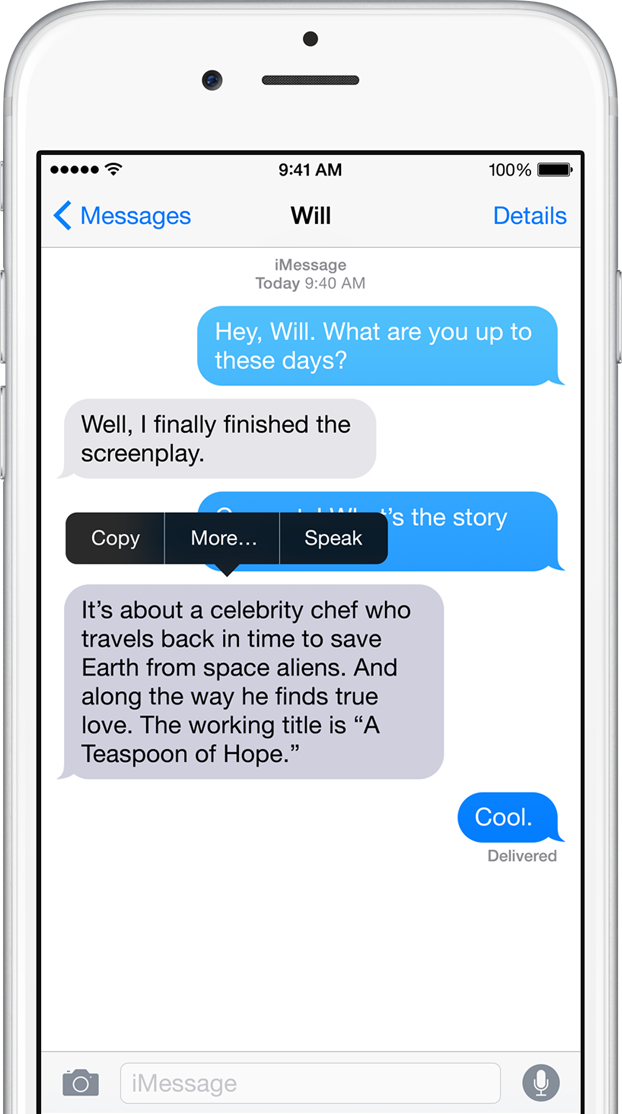 9:41 AM 100%
Messages Will Details
iMessage
Today 9:40 AM
Hey, Will. What are you up to
these days?
Well, I finally finished the
screenplay.
the story
Copy More... Speak
It’s about a celebrity chef who
travels back in time to save
Earth from space aliens. And
along the way he finds true
love. The working title is “A
Teaspoon of Hope.”
Cool.
Delivered
iMessage